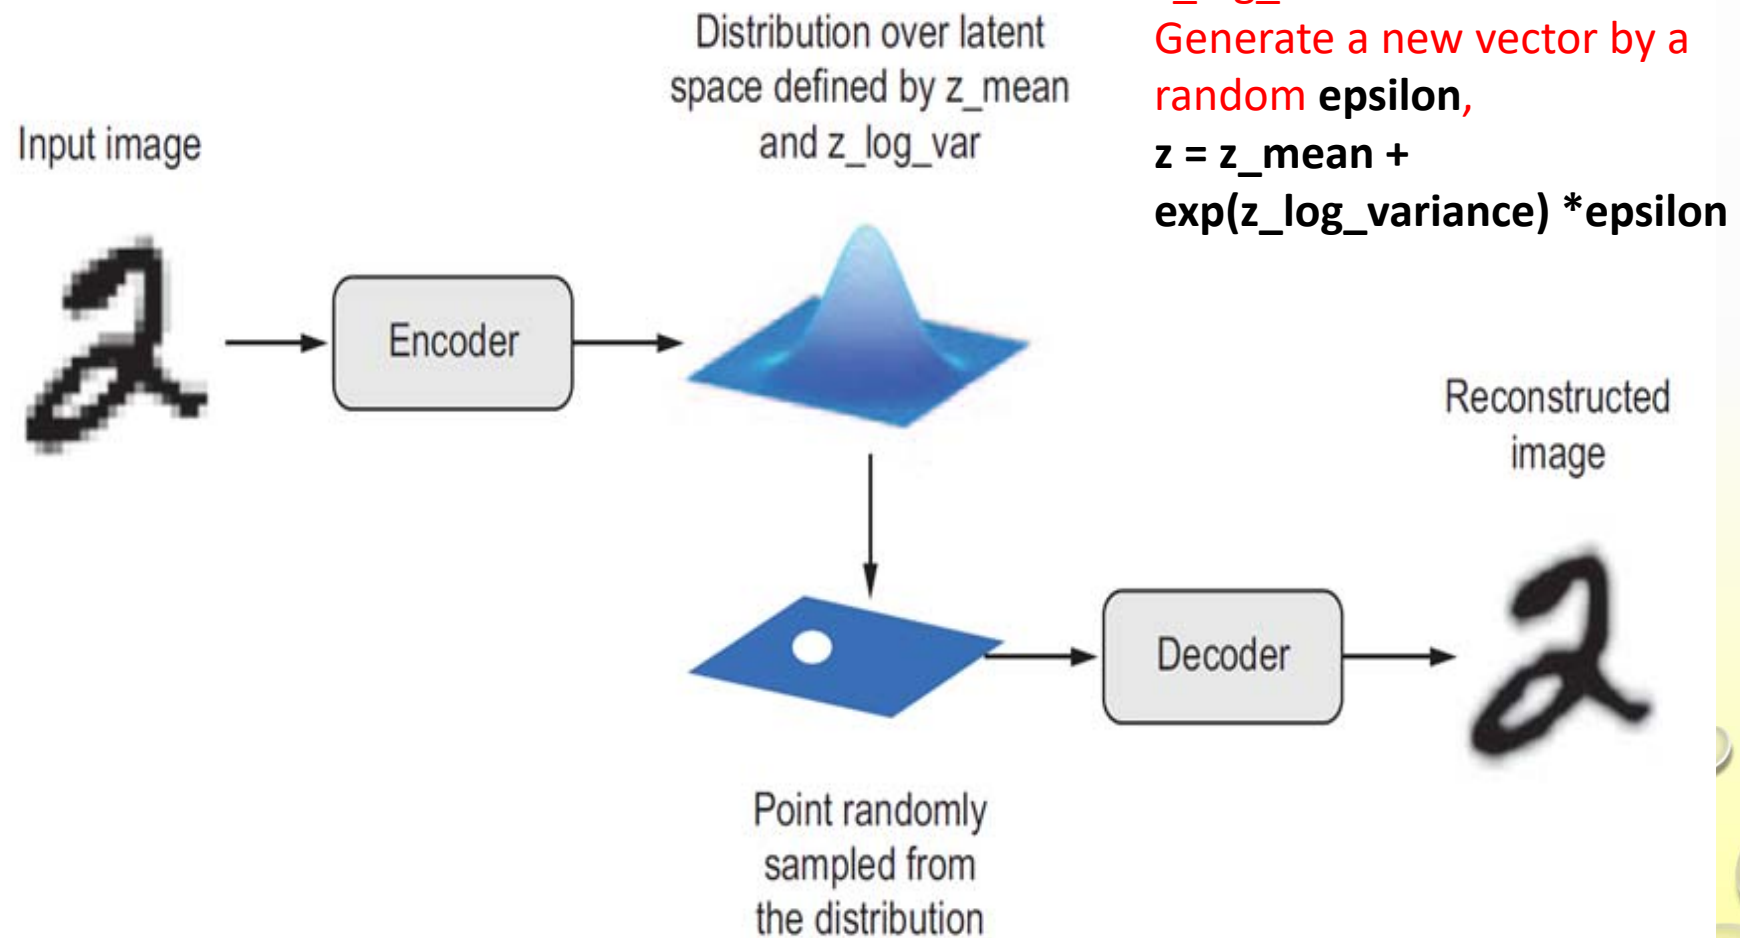 Distribution over latent
space defined by z_mean
and z_log_var
Generate a new vector by a
random epsilon,
z = z_mean +
exp(z_log_variance) *epsilon
Input image
Encoder
Reconstructed
image
Decoder
Point randomly
sampled from
the distribution